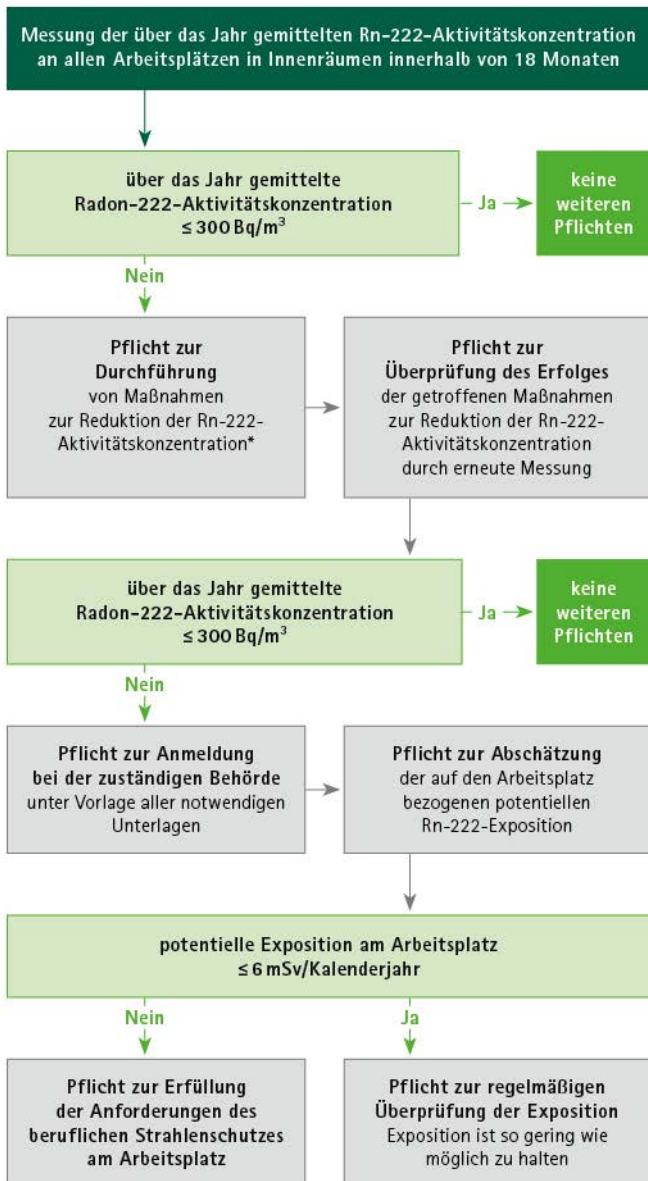 Messung der über das Jahr gemittelten Rn-222-Aktivitätskonzentration
an allen Arbeitsplätzen in Innenräumen innerhalb von 18 Monaten
über das Jahr gemittelte
Radon-222-Aktivitätskonzentration
≤ 300 Bq/m³
Ja
keine
weiteren
Pflichten
Nein
Pflicht zur
Durchführung
von Maßnahmen
zur Reduktion der Rn-222-
Aktivitätskonzentration*
Pflicht zur
Überprüfung des Erfolges
der getroffenen Maßnahmen
zur Reduktion der Rn-222-
Aktivitätskonzentration
durch erneute Messung
über das Jahr gemittelte
Radon-222-Aktivitätskonzentration
≤ 300 Bq/m³
Ja
keine
weiteren
Pflichten
Nein
Pflicht zur Anmeldung
bei der zuständigen Behörde
unter Vorlage aller notwendigen
Unterlagen
Pflicht zur Abschätzung
der auf den Arbeitsplatz
bezogenen potentiellen
Rn-222-Exposition
potentielle Exposition am Arbeitsplatz
≤ 6 mSv/Kalenderjahr
Nein
Ja
Pflicht zur Erfüllung
der Anforderungen des
beruflichen Strahlenschutzes
am Arbeitsplatz
Pflicht zur regelmäßigen
Überprüfung der Exposition
Exposition ist so gering wie
möglich zu halten